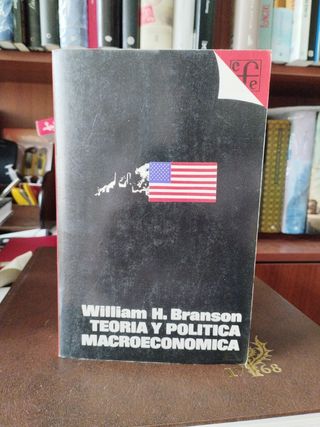 William H. Branson
TEORIA Y POLITICA
MACROECONOMICA